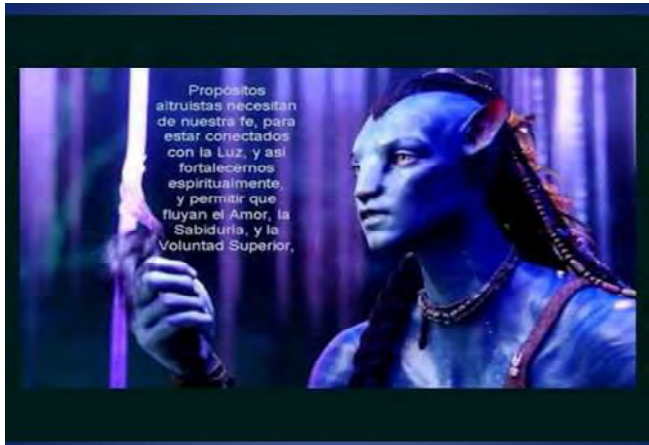 Propósitos
altruistas necesitan
de nuestra fe, para
estar conectados
con la Luz, y así
fortalecernos
espiritualmente,
y permitir que
fluyan el Amor, la
Sabiduría, y la
Voluntad Superior,